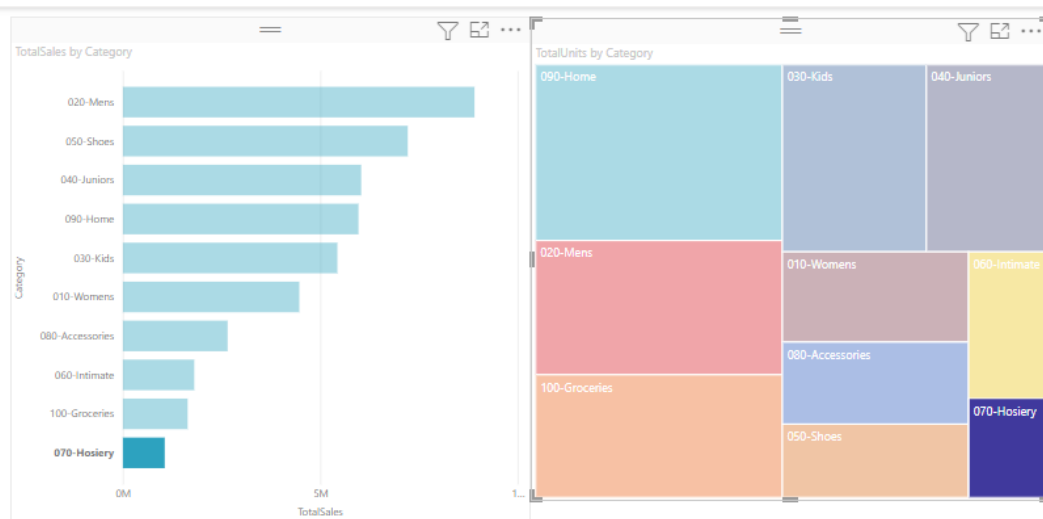 TotalSales by Category
020-Mens
050-Shoes
040-Juniors
090-Home
030-Kids
010-Womens
080-Accessories
060-Intimate
100-Groceries
070-Hosiery
Category
0M
5M
1...
TotalSales
TotalUnits by Category
090-Home
030-Kids
040-Juniors
020-Mens
010-Womens
060-Intimate
080-Accessories
100-Groceries
070-Hosiery
050-Shoes